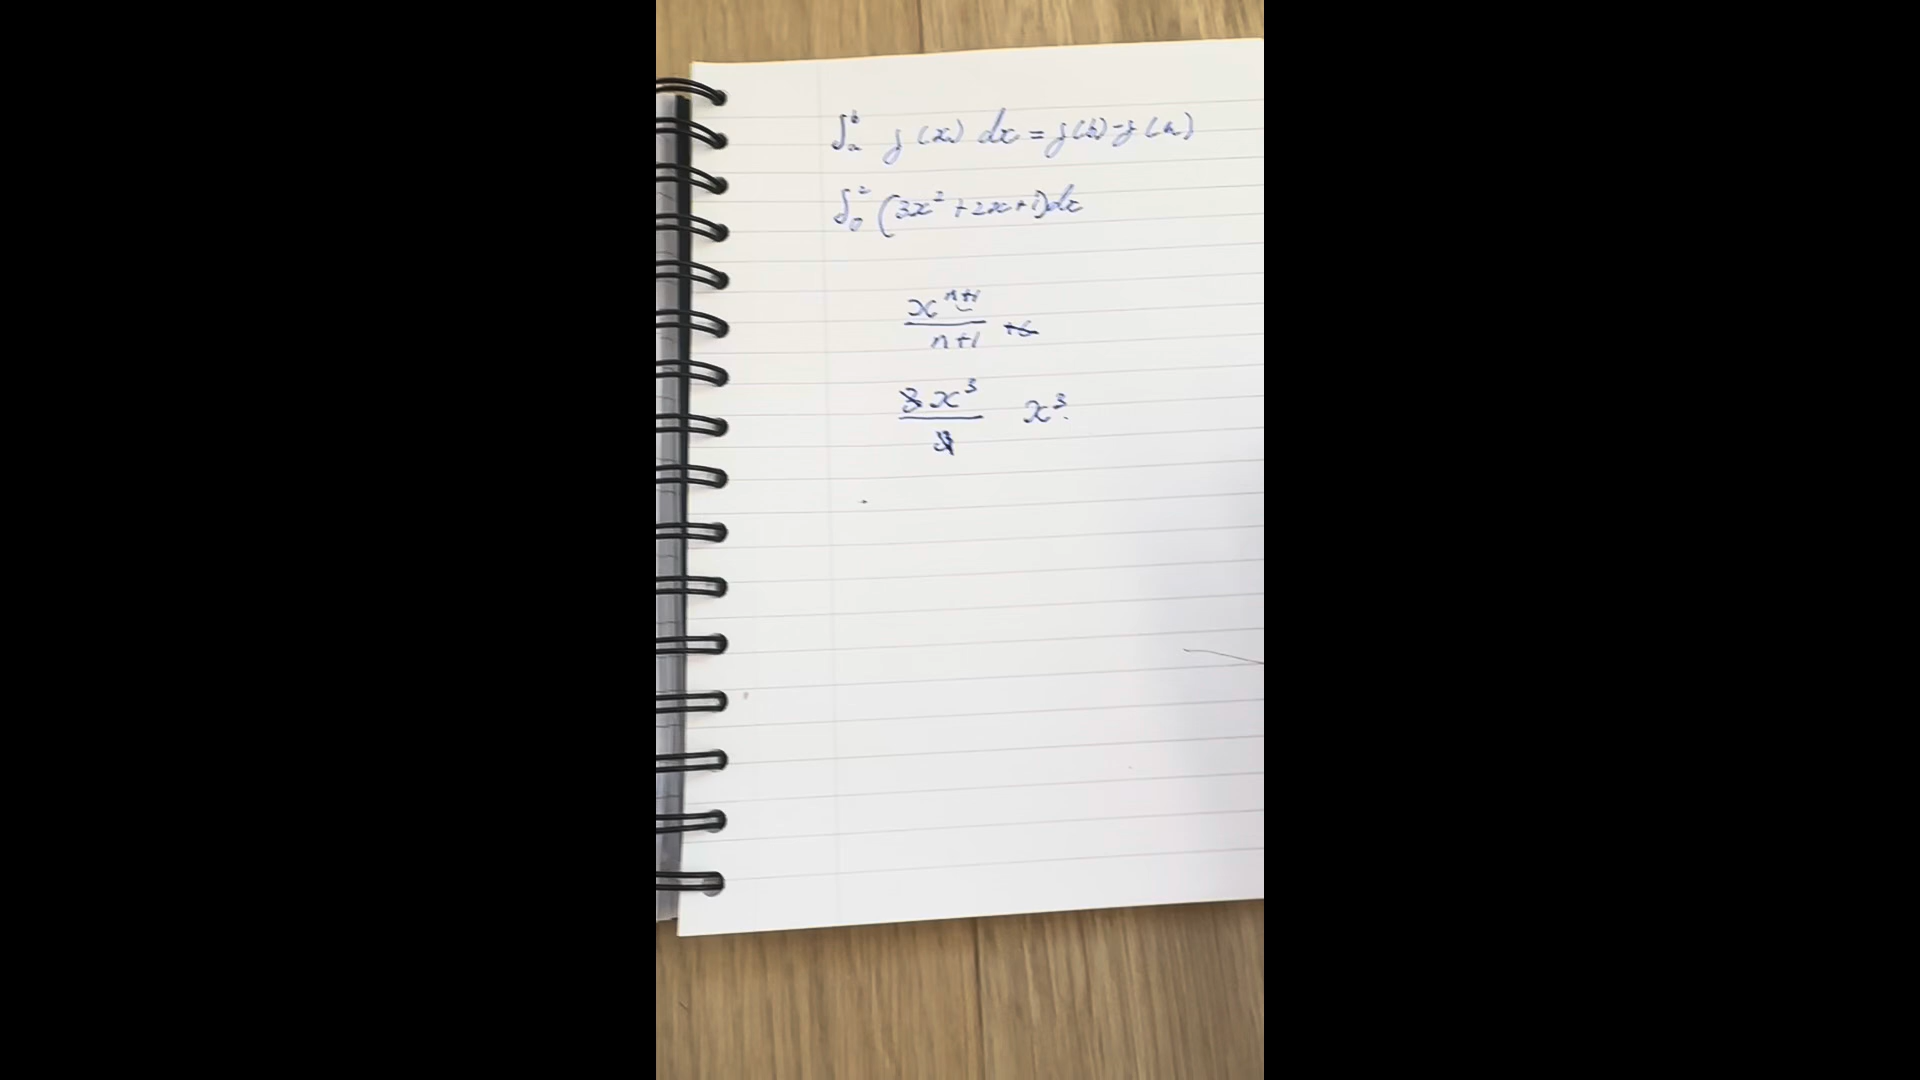 ∫ₐᵇ f(x) dx = f(b) - f(a)
∫₀² (3x² + 2x + 1)dx
xⁿ⁺¹
n+1 +c
3x³ x³
3